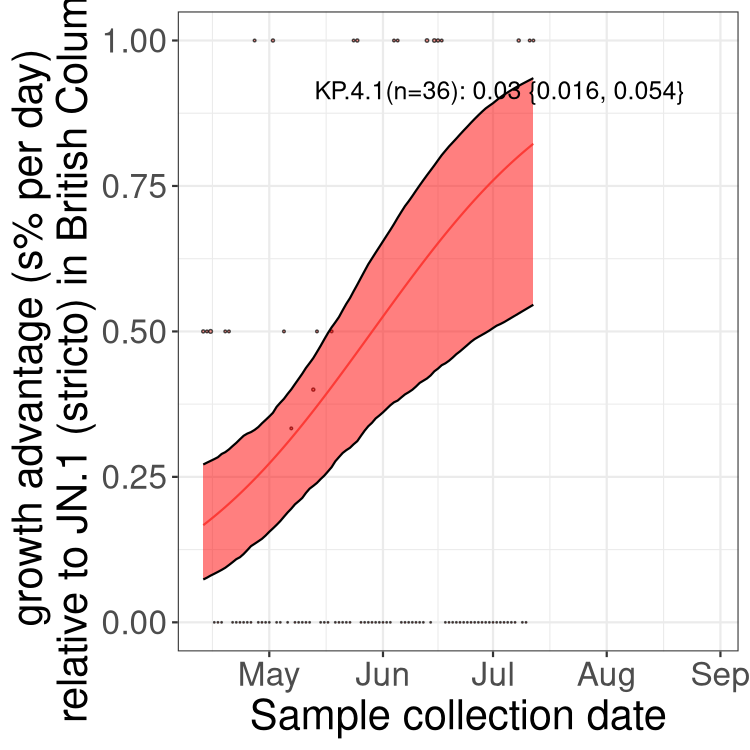 growth advantage (s% per day)
relative to JN.1 (stricto) in British Colum
1.00
0.75
0.50
0.25
0.00
KP.4.1(n=36): 0.03 {0.016, 0.054}
May Jun Jul Aug Sep
Sample collection date